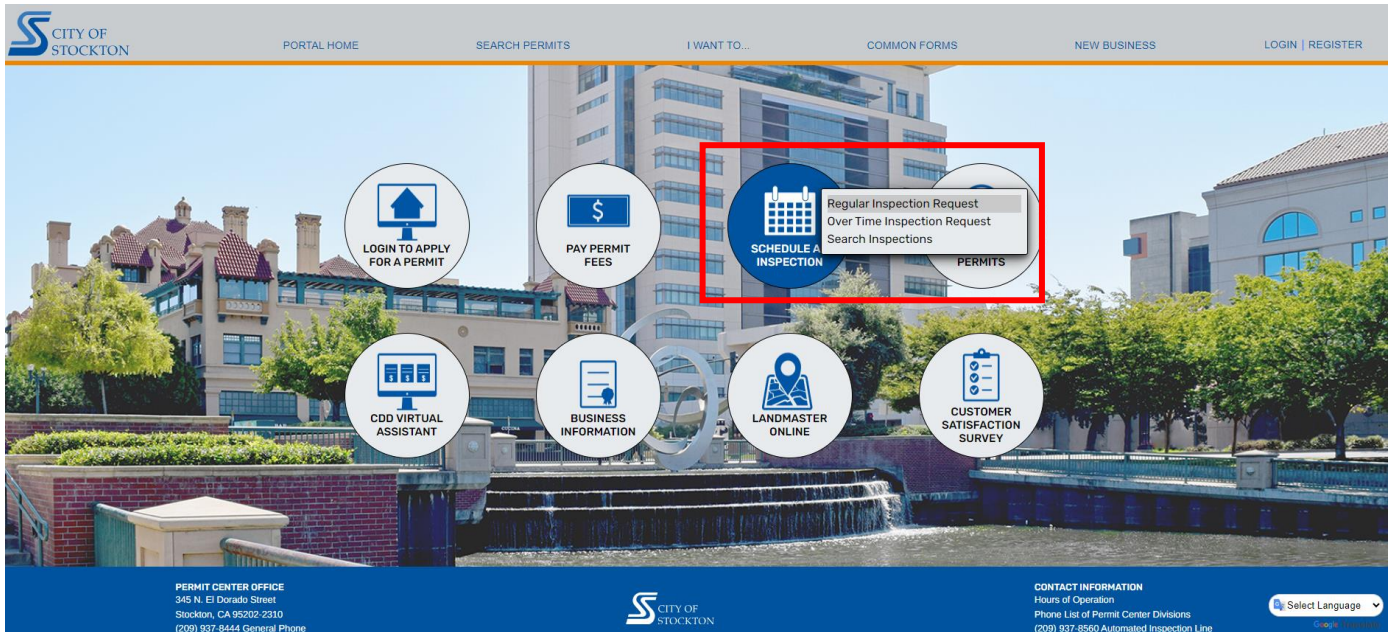 CITY OF
STOCKTON
PORTAL HOME
SEARCH PERMITS
I WANT TO...
COMMON FORMS
NEW BUSINESS
LOGIN | REGISTER
LOGIN TO APPLY
FOR A PERMIT
PAY PERMIT
FEES
SCHEDULE A
INSPECTION
Regular Inspection Request
Over Time Inspection Request
Search Inspections
PERMITS
CDD VIRTUAL
ASSISTANT
BUSINESS
INFORMATION
LANDMASTER
ONLINE
CUSTOMER
SATISFACTION
SURVEY
PERMIT CENTER OFFICE
345 N. El Dorado Street
Stockton, CA 95202-2310
(209) 937-8444 General Phone
CITY OF
STOCKTON
CONTACT INFORMATION
Hours of Operation
Phone List of Permit Center Divisions
(209) 937-8560 Automated Inspection Line
Select Language
Google